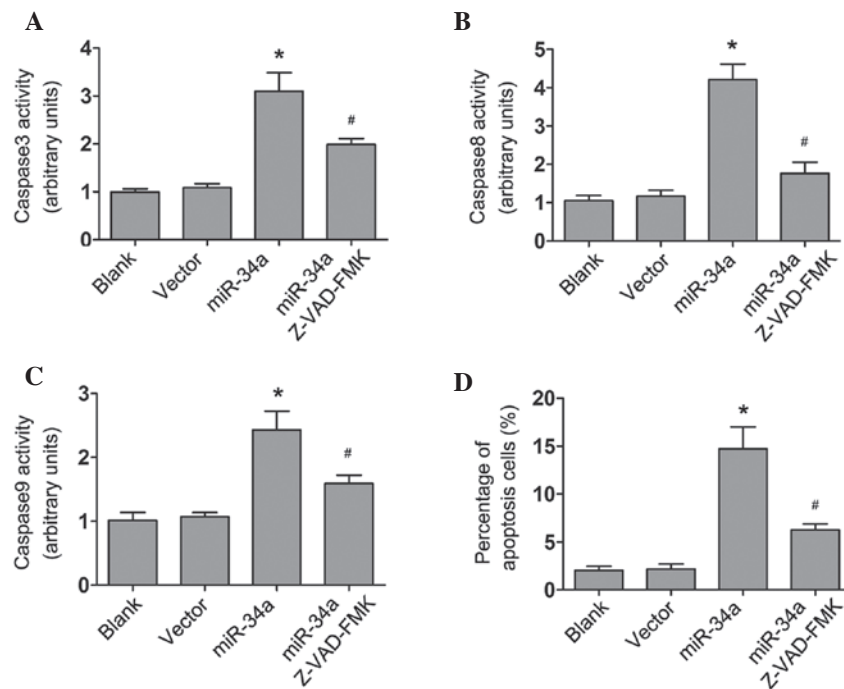 A
Caspase3 activity
(arbitrary units)
4
3
2
1
0
*
#
Blank
Vector
miR-34a
miR-34a
Z-VAD-FMK
B
Caspase8 activity
(arbitrary units)
5
4
3
2
1
0
*
#
Blank
Vector
miR-34a
miR-34a
Z-VAD-FMK
C
Caspase9 activity
(arbitrary units)
3
2
1
0
*
#
Blank
Vector
miR-34a
miR-34a
Z-VAD-FMK
D
Percentage of
apoptosis cells (%)
20
15
10
5
0
*
#
Blank
Vector
miR-34a
miR-34a
Z-VAD-FMK